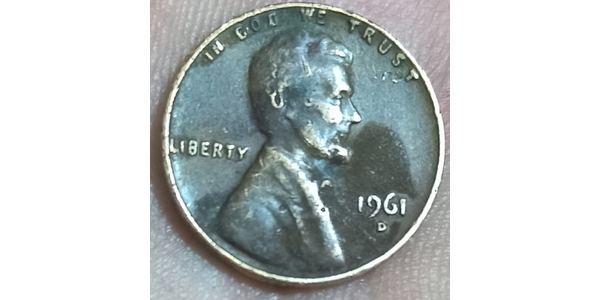 IN GOD WE TRUST
LIBERTY
1961
D